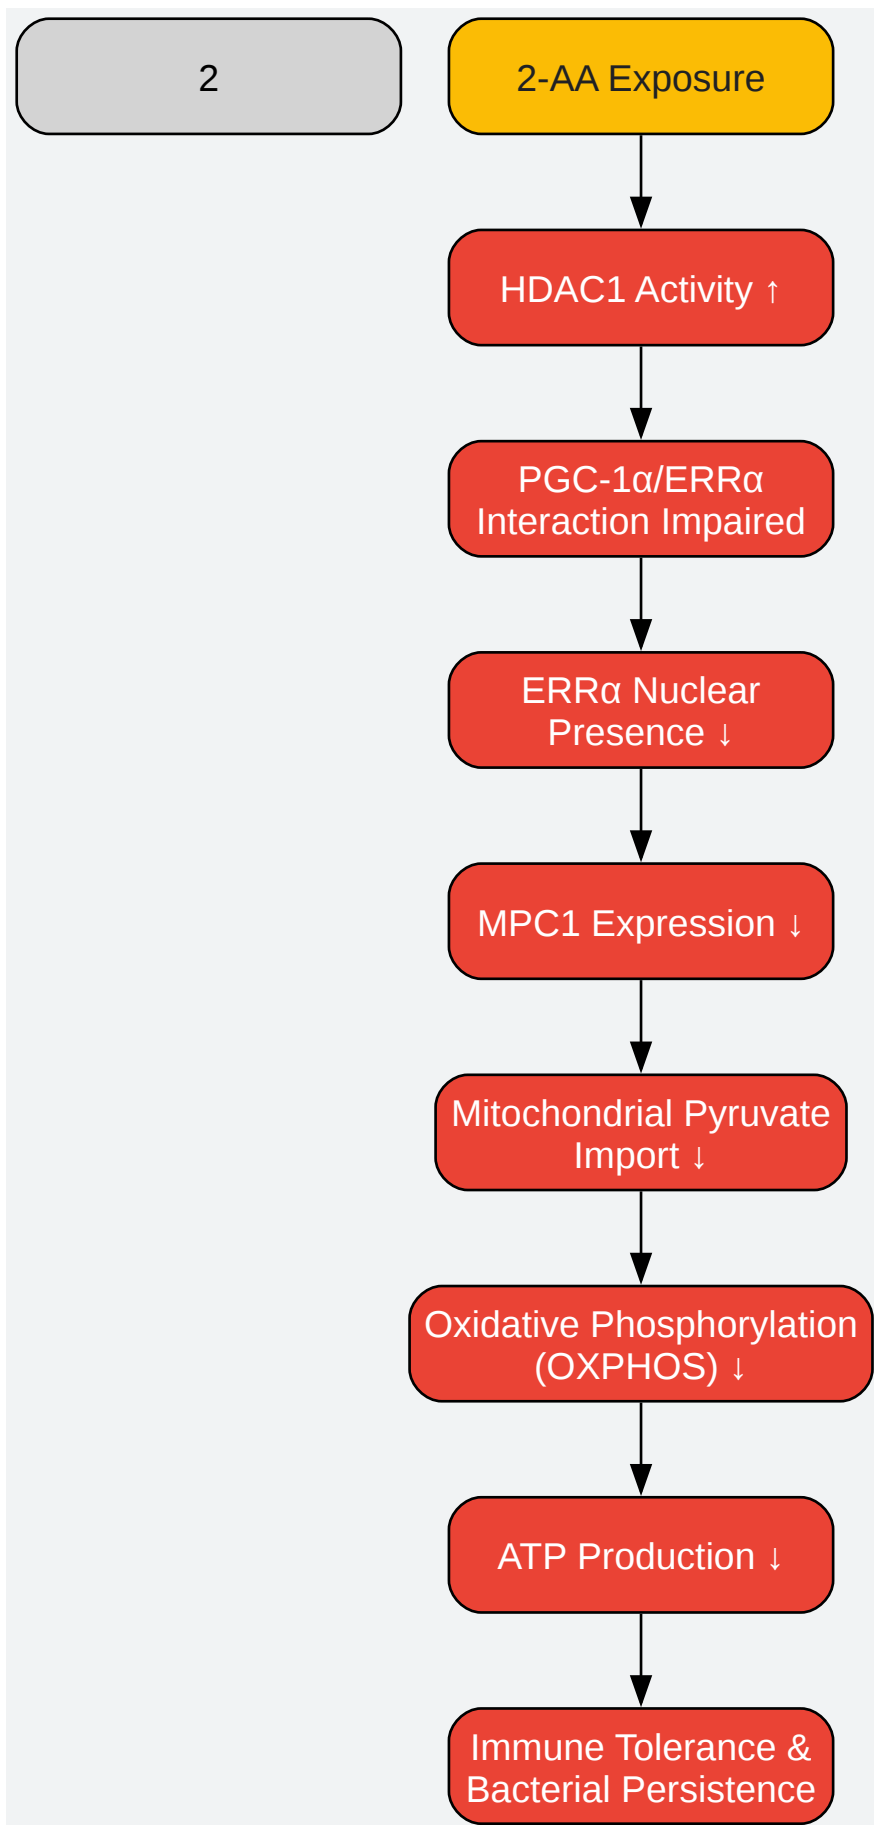 2
2-AA Exposure
HDAC1 Activity ↑
PGC-1α/ERRα
Interaction Impaired
ERRα Nuclear
Presence ↓
MPC1 Expression ↓
Mitochondrial Pyruvate
Import ↓
Oxidative Phosphorylation
(OXPHOS) ↓
ATP Production ↓
Immune Tolerance &
Bacterial Persistence